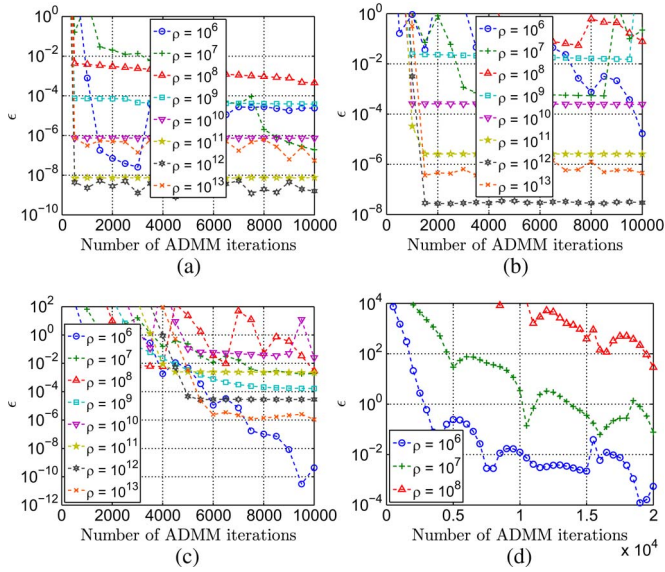 10^0
10^-2
10^-4
10^-6
10^-8
10^-10
ϵ
0 2000 4000 6000 8000 10000
Number of ADMM iterations
ρ = 10^6
ρ = 10^7
ρ = 10^8
ρ = 10^9
ρ = 10^10
ρ = 10^11
ρ = 10^12
ρ = 10^13
(a)
10^0
10^-2
10^-4
10^-6
10^-8
ϵ
0 2000 4000 6000 8000 10000
Number of ADMM iterations
ρ = 10^6
ρ = 10^7
ρ = 10^8
ρ = 10^9
ρ = 10^10
ρ = 10^11
ρ = 10^12
ρ = 10^13
(b)
10^2
10^0
10^-2
10^-4
10^-6
10^-8
10^-10
10^-12
ϵ
0 2000 4000 6000 8000 10000
Number of ADMM iterations
ρ = 10^6
ρ = 10^7
ρ = 10^8
ρ = 10^9
ρ = 10^10
ρ = 10^11
ρ = 10^12
ρ = 10^13
(c)
10^4
10^2
10^0
10^-2
10^-4
ϵ
0 0.5 1 1.5 2
Number of ADMM iterations
x 10^4
ρ = 10^6
ρ = 10^7
ρ = 10^8
(d)